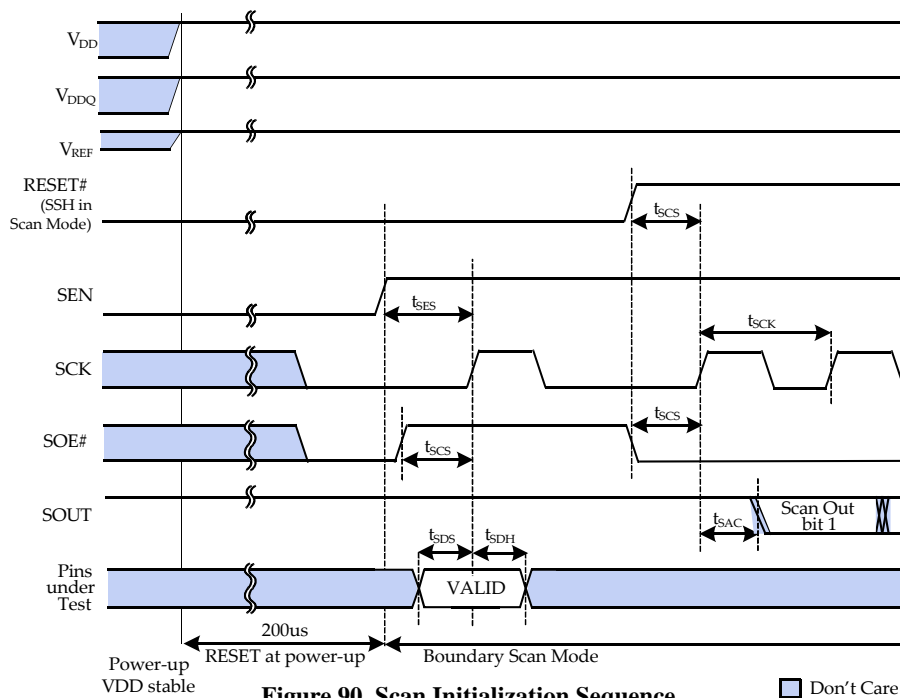 VDD
VDDQ
VREF
RESET#
(SSH in
Scan Mode)
tSCS
SEN
tSES
tSCK
SCK
tSCS
SOE#
tSCS
SOUT
tSAC
Scan Out
bit 1
tSDS
tSDH
Pins
under
Test
VALID
200us
RESET at power-up
Boundary Scan Mode
Power-up
VDD stable
Figure 90. Scan Initialization Sequence
Don't Care